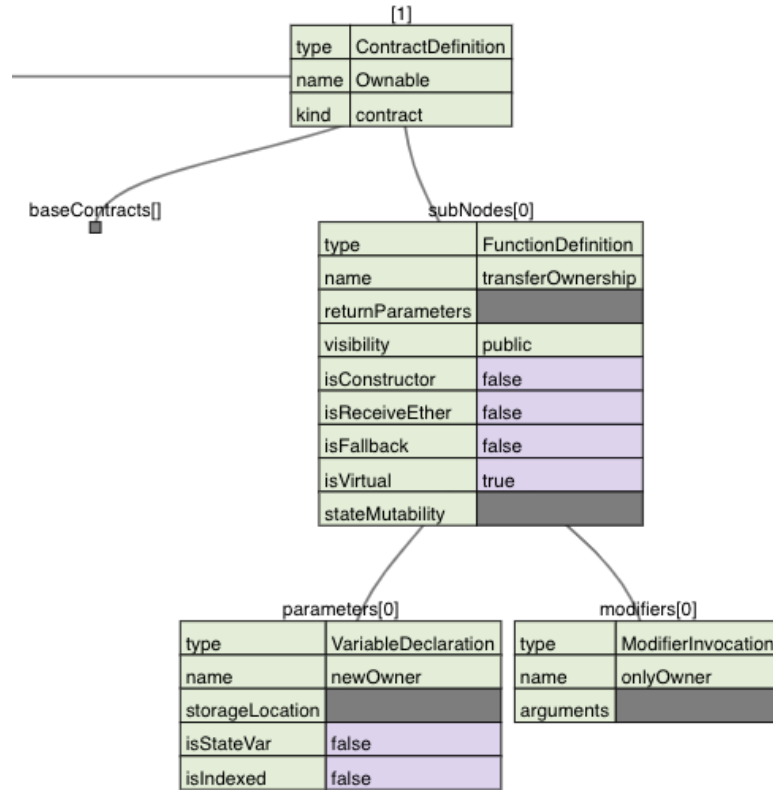 [1]
type ContractDefinition
name Ownable
kind contract
baseContracts[]
subNodes[0]
type FunctionDefinition
name transferOwnership
returnParameters
visibility public
isConstructor false
isReceiveEther false
isFallback false
isVirtual true
stateMutability
parameters[0]
type VariableDeclaration
name newOwner
storageLocation
isStateVar false
isIndexed false
modifiers[0]
type ModifierInvocation
name onlyOwner
arguments